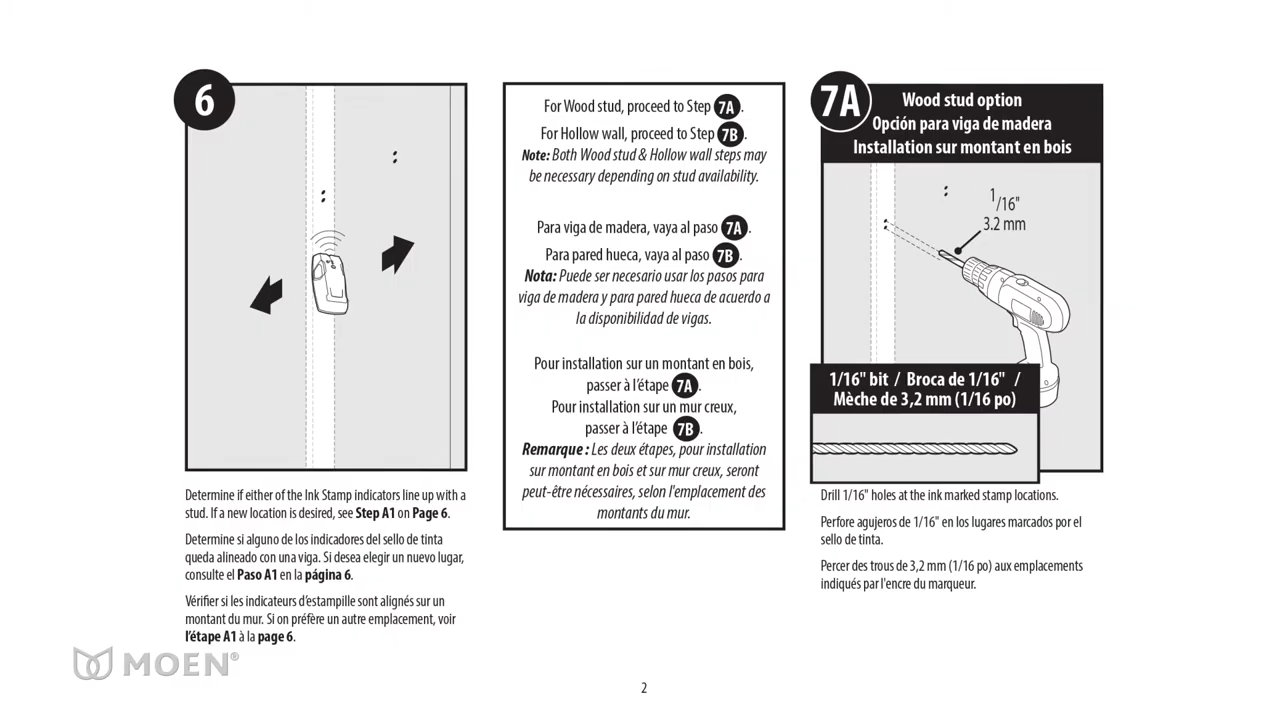 6
Determine if either of the Ink Stamp indicators line up with a
stud. If a new location is desired, see Step A1 on Page 6.
Determine si alguno de los indicadores del sello de tinta
queda alineado con una viga. Si desea elegir un nuevo lugar,
consulte el Paso A1 en la página 6.
Vérifier si les indicateurs d'estampille sont alignés sur un
montant du mur. Si on préfère un autre emplacement, voir
l'étape A1 à la page 6.
For Wood stud, proceed to Step 7A.
For Hollow wall, proceed to Step 7B.
Note: Both Wood stud & Hollow wall steps may
be necessary depending on stud availability.
Para viga de madera, vaya al paso 7A.
Para pared hueca, vaya al paso 7B.
Nota: Puede ser necesario usar los pasos para
viga de madera y para pared hueca de acuerdo a
la disponibilidad de vigas.
Pour installation sur un montant en bois,
passer à l'étape 7A.
Pour installation sur un mur creux,
passer à l'étape 7B.
Remarque : Les deux étapes, pour installation
sur montant en bois et sur mur creux, seront
peut-être nécessaires, selon l'emplacement des
montants du mur.
7A
Wood stud option
Opción para viga de madera
Installation sur montant en bois
1/16"
3.2 mm
1/16" bit / Broca de 1/16" /
Mèche de 3,2 mm (1/16 po)
Drill 1/16" holes at the ink marked stamp locations.
Perfore agujeros de 1/16" en los lugares marcados por el
sello de tinta.
Percer des trous de 3,2 mm (1/16 po) aux emplacements
indiqués par l'encre du marqueur.
MOEN®
2